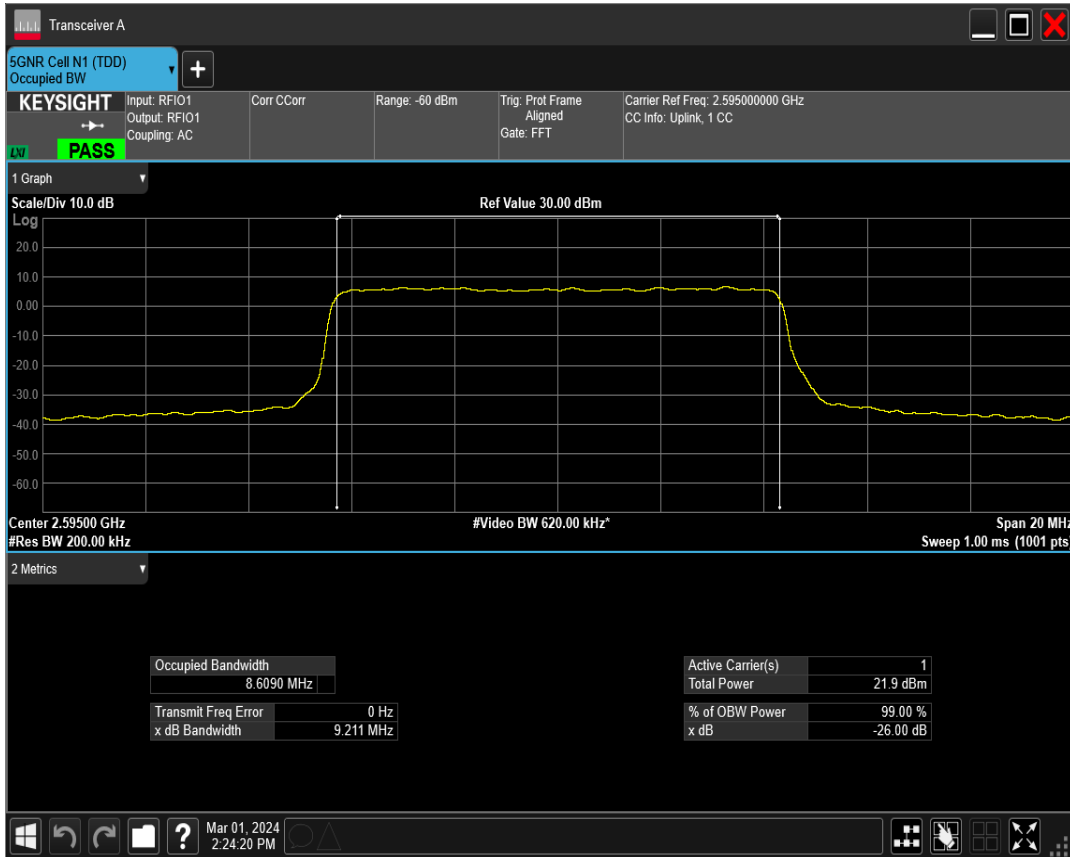 Transceiver A
5GNR Cell N1 (TDD)
Occupied BW
+
KEYSIGHT
LXI
PASS
Input: RFIO1
Output: RFIO1
Coupling: AC
Corr CCorr
Range: -60 dBm
Trig: Prot Frame
Aligned
Gate: FFT
Carrier Ref Freq: 2.595000000 GHz
CC Info: Uplink, 1 CC
1 Graph
Scale/Div 10.0 dB
Ref Value 30.00 dBm
Log
20.0
10.0
0.00
-10.0
-20.0
-30.0
-40.0
-50.0
-60.0
Center 2.59500 GHz
#Video BW 620.00 kHz*
Span 20 MHz
#Res BW 200.00 kHz
Sweep 1.00 ms (1001 pts)
2 Metrics
Occupied Bandwidth
8.6090 MHz
Transmit Freq Error 0 Hz
x dB Bandwidth 9.211 MHz
Active Carrier(s) 1
Total Power 21.9 dBm
% of OBW Power 99.00 %
x dB -26.00 dB
?
Mar 01, 2024
2:24:20 PM